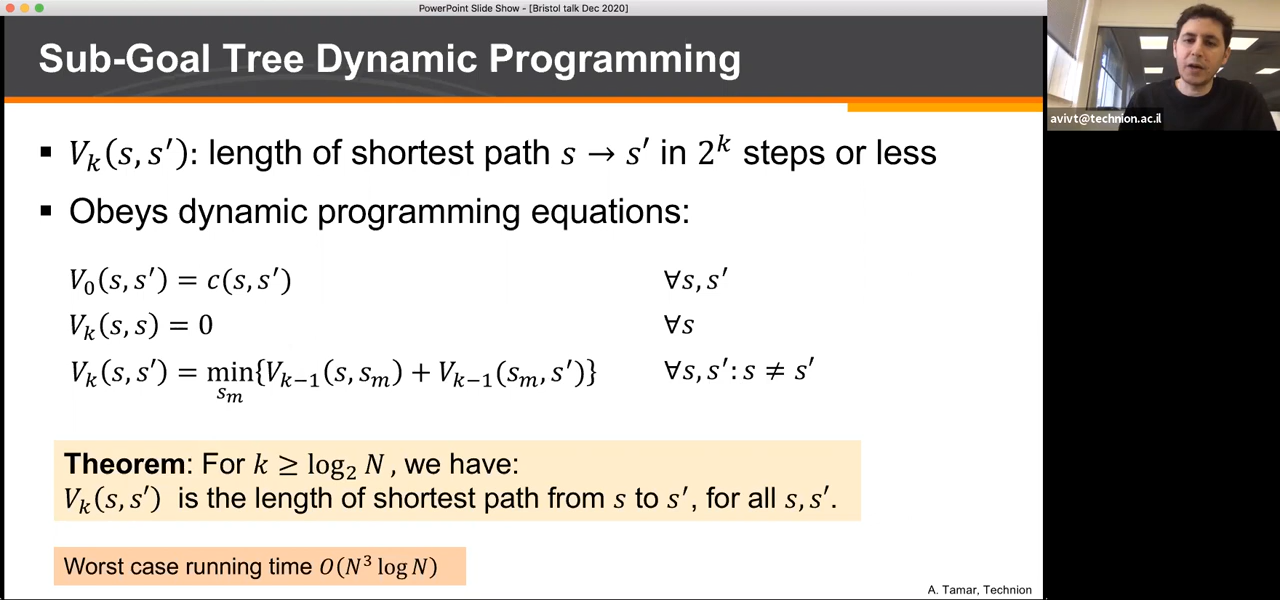 PowerPoint Slide Show - [Bristol talk Dec 2020]
Sub-Goal Tree Dynamic Programming
avivt@technion.ac.il
▪ V_k(s, s′): length of shortest path s → s′ in 2^k steps or less
▪ Obeys dynamic programming equations:
V_0(s, s′) = c(s, s′) ∀s, s′
V_k(s, s) = 0 ∀s
V_k(s, s′) = min_{s_m}{V_{k−1}(s, s_m) + V_{k−1}(s_m, s′)} ∀s, s′: s ≠ s′
Theorem: For k ≥ log_2 N , we have:
V_k(s, s′) is the length of shortest path from s to s′, for all s, s′.
Worst case running time O(N^3 log N)
A. Tamar, Technion